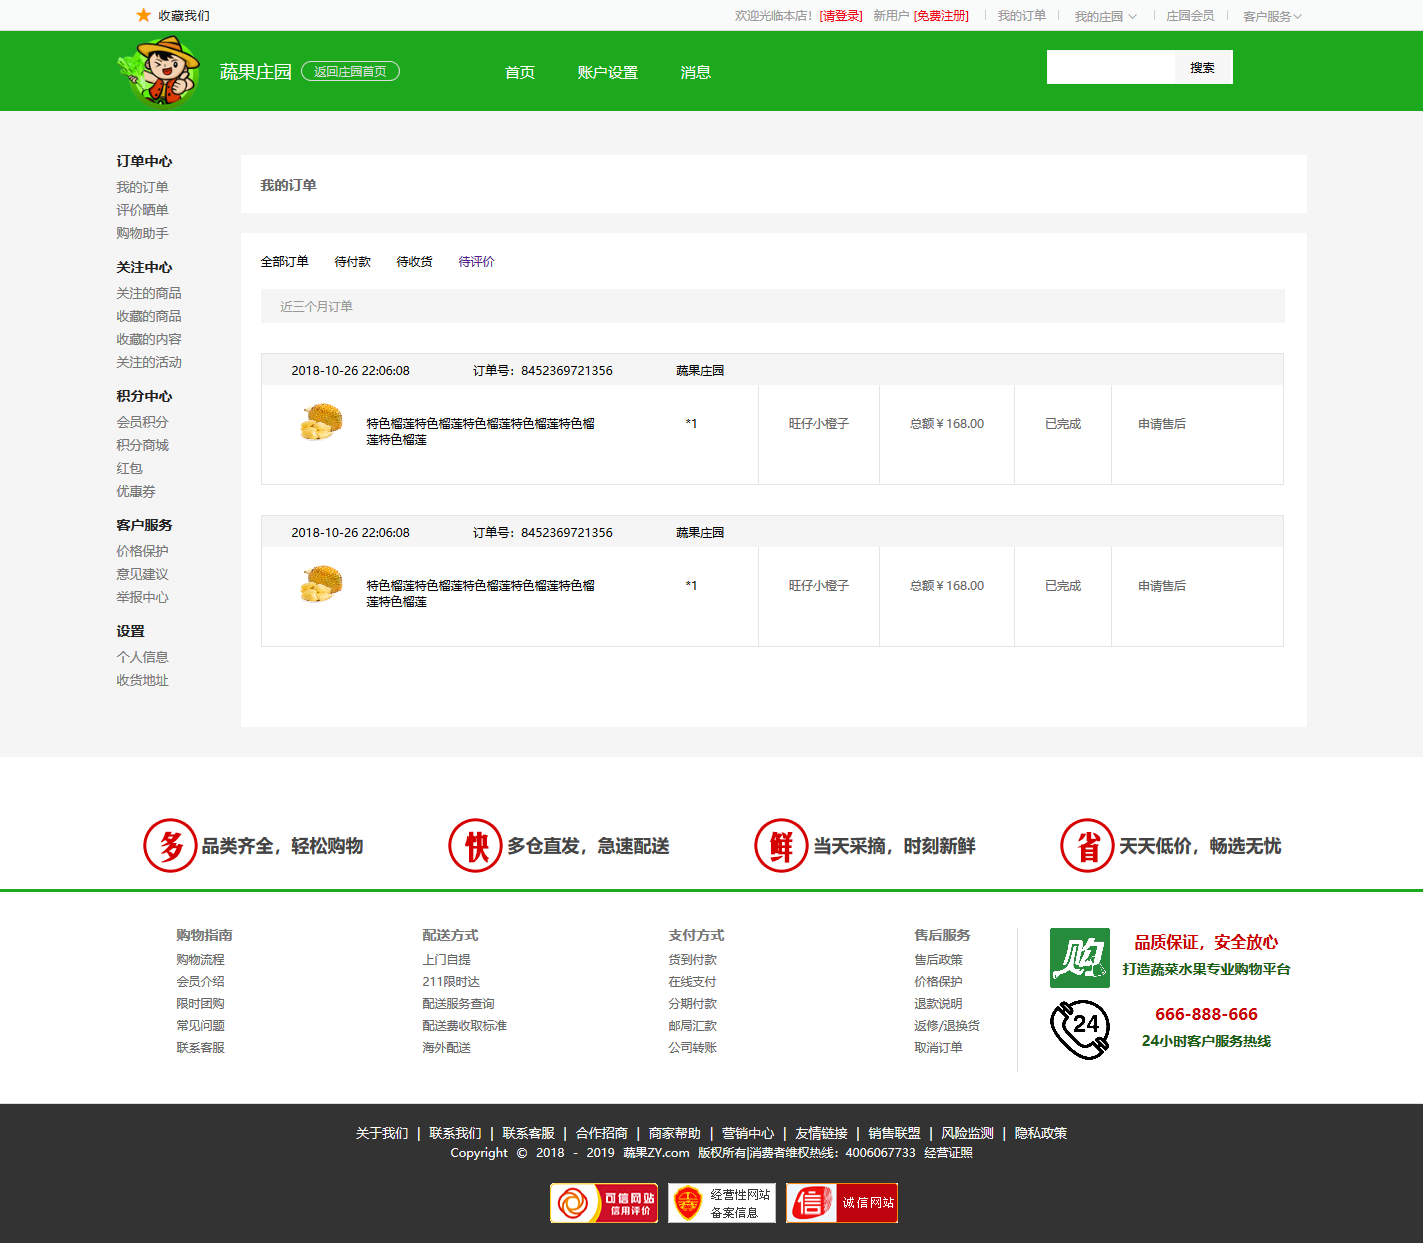 收藏我们
欢迎光临本店！[请登录] 新用户 [免费注册] 我的订单 我的庄园 庄园会员 客户服务
蔬果庄园 返回庄园首页 首页 账户设置 消息 搜索
订单中心
我的订单
评价晒单
购物助手
关注中心
关注的商品
收藏的商品
收藏的内容
关注的活动
积分中心
会员积分
积分商城
红包
优惠券
客户服务
价格保护
意见建议
举报中心
设置
个人信息
收货地址
我的订单
全部订单 待付款 待收货 待评价
近三个月订单
2018-10-26 22:06:08 订单号：8452369721356 蔬果庄园
特色榴莲特色榴莲特色榴莲特色榴莲特色榴 *1 旺仔小橙子 总额￥168.00 已完成 申请售后
莲特色榴莲
2018-10-26 22:06:08 订单号：8452369721356 蔬果庄园
特色榴莲特色榴莲特色榴莲特色榴莲特色榴 *1 旺仔小橙子 总额￥168.00 已完成 申请售后
莲特色榴莲
多 品类齐全，轻松购物 快 多仓直发，急速配送 鲜 当天采摘，时刻新鲜 省 天天低价，畅选无忧
购物指南
购物流程
会员介绍
限时团购
常见问题
联系客服
配送方式
上门自提
211限时达
配送服务查询
配送费收取标准
海外配送
支付方式
货到付款
在线支付
分期付款
邮局汇款
公司转账
售后服务
售后政策
价格保护
退款说明
返修/退换货
取消订单
购 品质保证，安全放心
打造蔬菜水果专业购物平台
24 666-888-666
24小时客户服务热线
关于我们 | 联系我们 | 联系客服 | 合作招商 | 商家帮助 | 营销中心 | 友情链接 | 销售联盟 | 风险监测 | 隐私政策
Copyright © 2018 - 2019 蔬果ZY.com 版权所有|消费者维权热线：4006067733 经营证照
可信网站 信用评价
经营性网站 备案信息
信 诚信网站